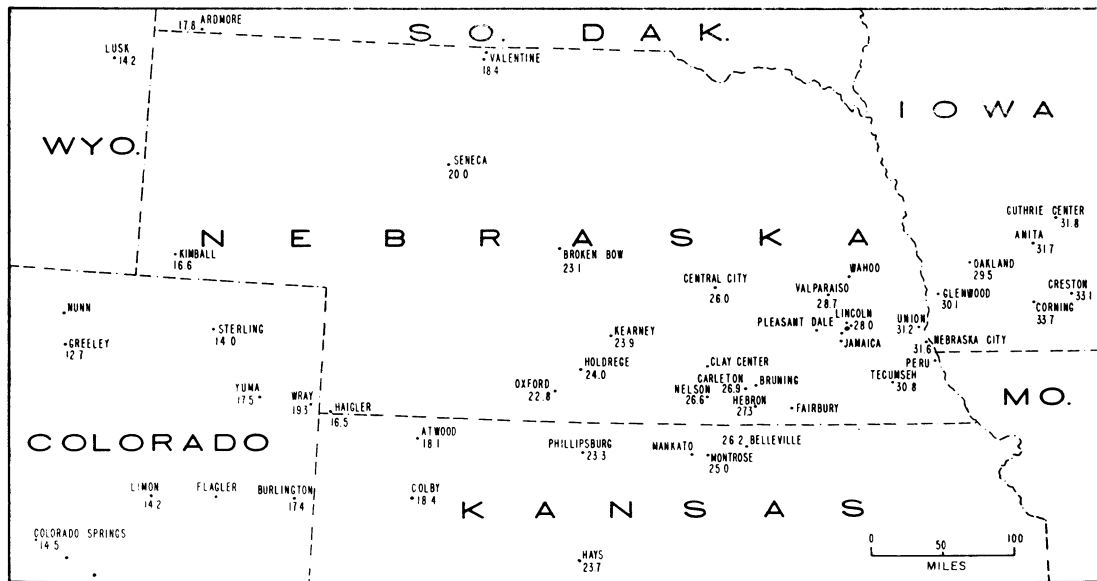 ARDMORE
17.8
SO. DAK.
LUSK
14.2
VALENTINE
18.4
IOWA
WYO.
SENECA
20.0
GUTHRIE CENTER
31.8
ANITA
31.7
NEBRASKA
KIMBALL
16.6
BROKEN BOW
23.1
OAKLAND
29.5
WAHOO
CENTRAL CITY
26.0
VALPARAISO
28.7
GLENWOOD
30.1
CRESTON
33.1
CORNING
33.7
NUNN
STERLING
14.0
GREELEY
12.7
KEARNEY
23.9
PLEASANT DALE
LINCOLN
28.0
JAMAICA
UNION
31.2
NEBRASKA CITY
31.6
PERU
TECUMSEH
30.8
HOLDREGE
24.0
CLAY CENTER
OXFORD
22.8
CARLETON
26.9
BRUNING
NELSON
26.6
HEBRON
27.3
FAIRBURY
MO.
YUMA
17.5
WRAY
19.3
HAIGLER
16.5
ATWOOD
18.1
COLORADO
PHILLIPSBURG
23.3
MANKATO
26.2 BELLEVILLE
MONTROSE
25.0
LIMON
14.2
FLAGLER
BURLINGTON
17.4
COLBY
18.4
KANSAS
COLORADO SPRINGS
14.5
HAYS
23.7
0 50 100
MILES